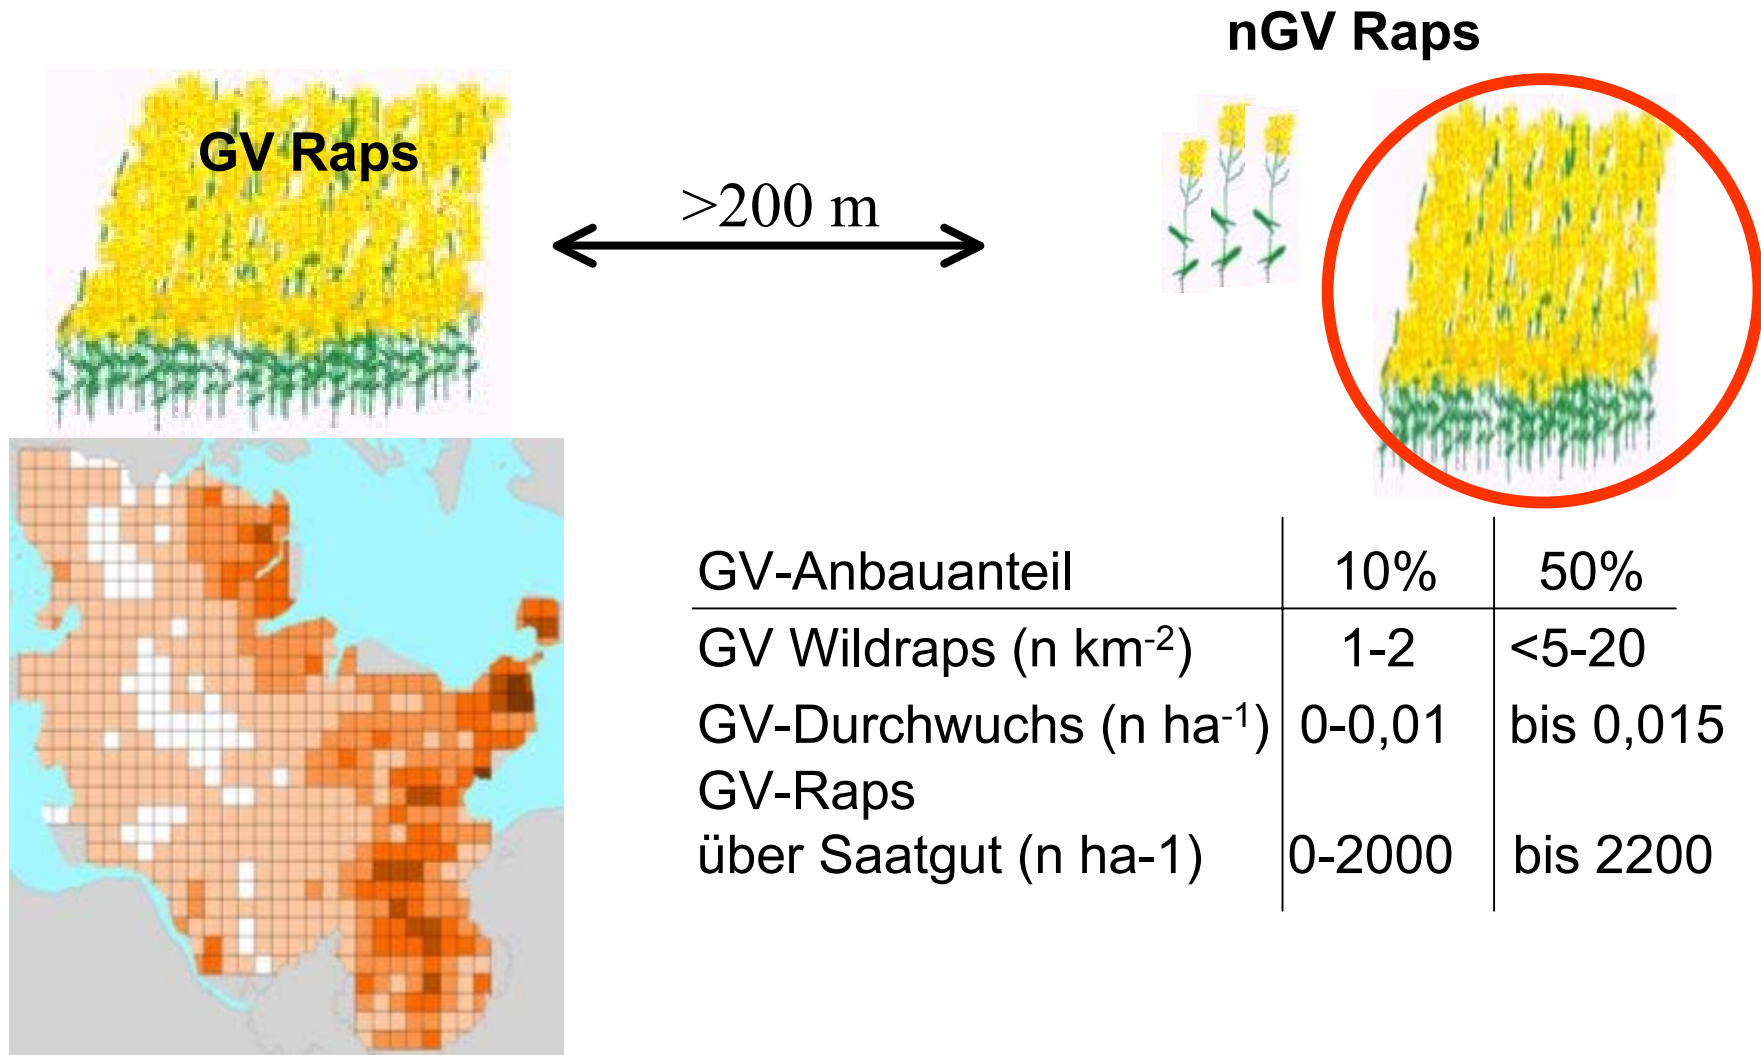 nGV Raps
GV Raps
>200 m
GV-Anbauanteil 10% 50%
GV Wildraps (n km⁻²) 1-2 <5-20
GV-Durchwuchs (n ha⁻¹) 0-0,01 bis 0,015
GV-Raps
über Saatgut (n ha-1) 0-2000 bis 2200